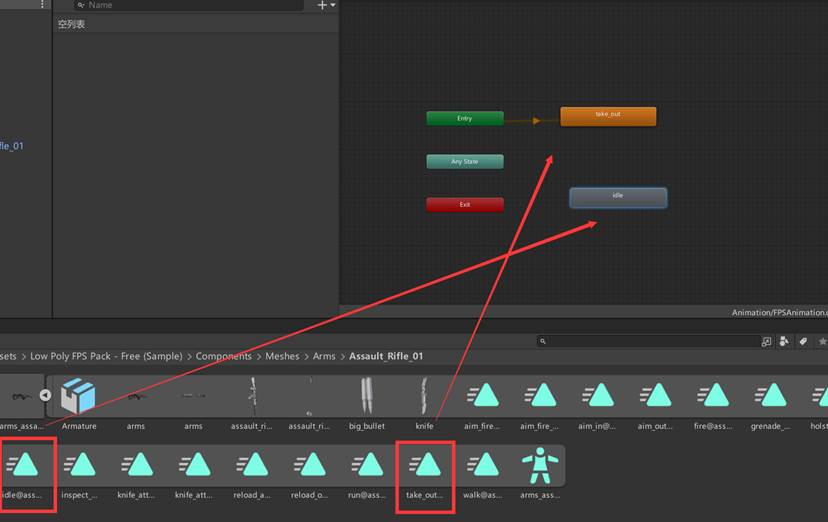 Name
空列表
fle_01
Entry
take_out
Any State
idle
Exit
Animation/FPSAnimation.c
sets > Low Poly FPS Pack - Free (Sample) > Components > Meshes > Arms > Assault_Rifle_01
arms_assa... Armature arms arms assault_ri... assault_ri... big_bullet knife aim_fire... aim_fire_... aim_in@... aim_out... fire@ass... grenade_... holst
idle@ass... inspect_... knife_att... knife_att... reload_a... reload_o... run@ass... take_out... walk@ass... arms_ass...